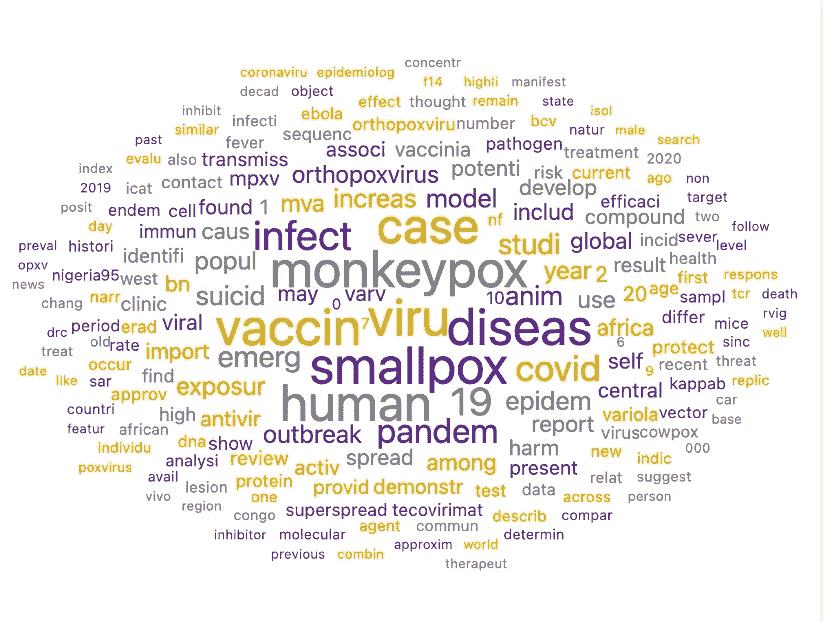 concentr
coronaviru epidemiolog f14 highli manifest
decad object effect thought remain state
inhibit infecti ebola orthopoxviru number bcv isol
similar fever sequenc natur male
past associ vaccinia pathogen treatment search
evalu also transmiss potenti risk current 2020
index contact mpxv orthopoxvirus develop ago non
2019 icat mva increas model efficaci target
posit endem cell found 1 nf includ compound two
day immun caus infect case studi global incid sever follow
preval histori identifi popul result health level
opxv nigeria95 west bn monkeypox year 2 first respons
news clinic suicid may 0 varv 10 anim use 20 age sampl tcr death
chang narr
drc period erad viral vaccin 7 viru diseas africa differ mice rvig
old rate 6 sinc well
treat occur import emerg smallpox covid self protect recent threat
date like sar find exposur 9 kappab replic
approv human 19 central car
countri african high antivir epidem variola vector base
featur dna show outbreak pandem report virus cowpox
individu harm new 000
poxvirus analysi review activ spread among present indic
avail lesion protein provid demonstr test data relat suggest
vivo one across person
region congo superspread tecovirimat describ compar
agent commun
inhibitor molecular approxim world determin
previous combin
therapeut